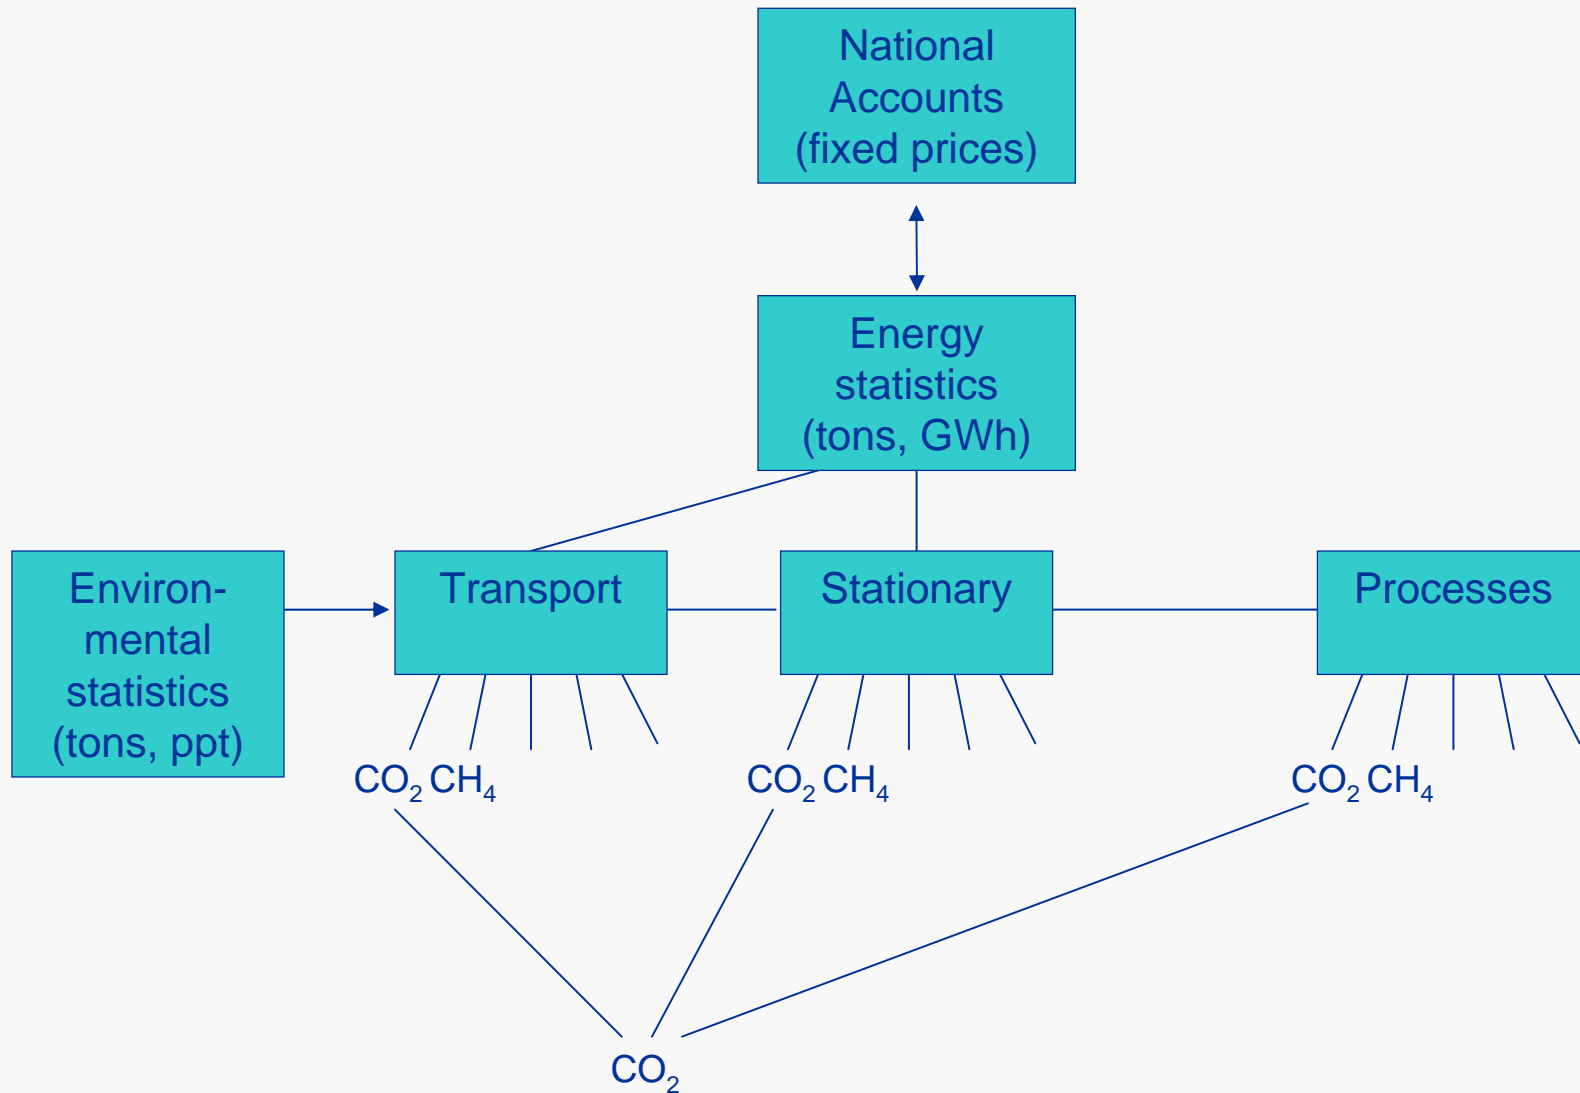 National
Accounts
(fixed prices)
Energy
statistics
(tons, GWh)
Environ-
mental
statistics
(tons, ppt)
Transport
Stationary
Processes
CO₂ CH₄
CO₂ CH₄
CO₂ CH₄
CO₂